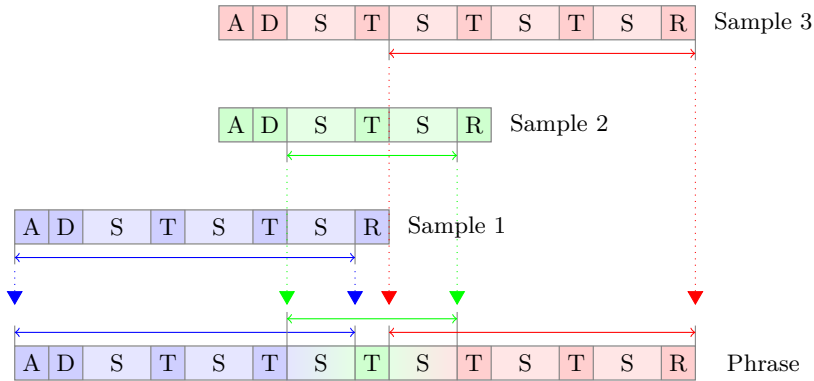 A D S T S T S T S R Sample 3
A D S T S R Sample 2
A D S T S T S R Sample 1
A D S T S T S T S T S T S R Phrase